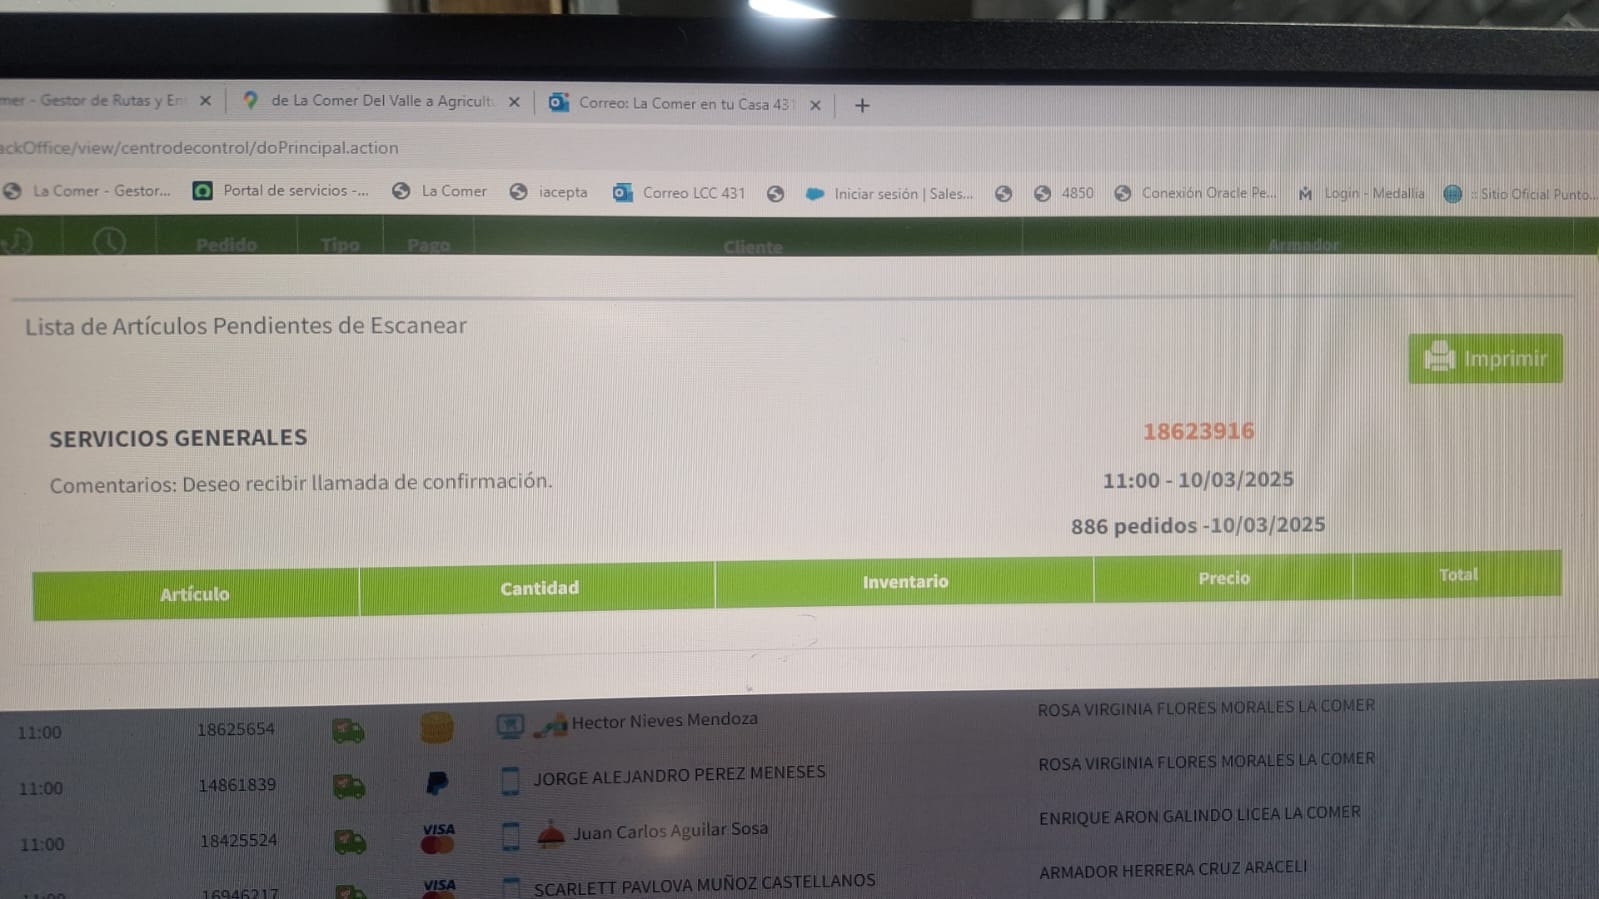 mer - Gestor de Rutas y En
de La Comer Del Valle a Agricult
Correo: La Comer en tu Casa 431
ackOffice/view/centrodecontrol/doPrincipal.action
La Comer - Gestor...
Portal de servicios -...
La Comer
iacepta
Correo LCC 431
Iniciar sesión | Sales...
4850
Conexión Oracle Pe...
Login - Medallia
:: Sitio Oficial Punto...
Pedido Tipo Pago Cliente Armador
Lista de Artículos Pendientes de Escanear
Imprimir
SERVICIOS GENERALES
18623916
Comentarios: Deseo recibir llamada de confirmación.
11:00 - 10/03/2025
886 pedidos -10/03/2025
Artículo Cantidad Inventario Precio Total
11:00 18625654 Hector Nieves Mendoza ROSA VIRGINIA FLORES MORALES LA COMER
11:00 14861839 JORGE ALEJANDRO PEREZ MENESES ROSA VIRGINIA FLORES MORALES LA COMER
11:00 18425524 VISA Juan Carlos Aguilar Sosa ENRIQUE ARON GALINDO LICEA LA COMER
11:00 16946217 VISA SCARLETT PAVLOVA MUÑOZ CASTELLANOS ARMADOR HERRERA CRUZ ARACELI